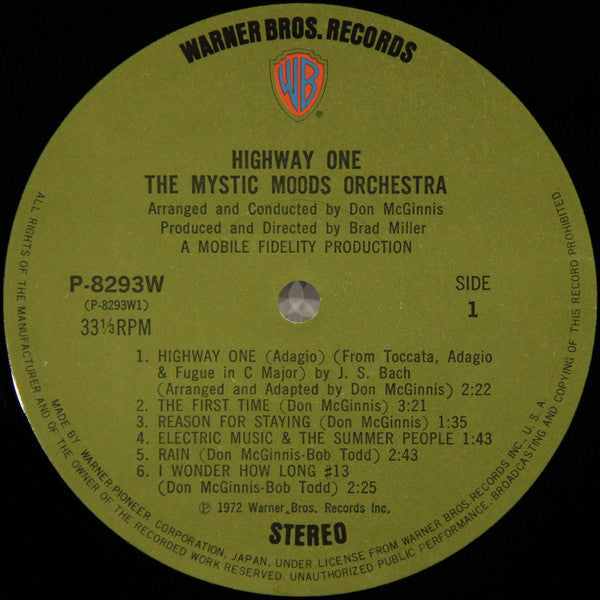 WARNER BROS. RECORDS
WB
®
HIGHWAY ONE
THE MYSTIC MOODS ORCHESTRA
Arranged and Conducted by Don McGinnis
Produced and Directed by Brad Miller
A MOBILE FIDELITY PRODUCTION
P-8293W
(P-8293W1)
33⅓RPM
SIDE
1
1. HIGHWAY ONE (Adagio) (From Toccata, Adagio
& Fugue in C Major) by J. S. Bach
(Arranged and Adapted by Don McGinnis) 2:22
2. THE FIRST TIME (Don McGinnis) 3:21
3. REASON FOR STAYING (Don McGinnis) 1:35
4. ELECTRIC MUSIC & THE SUMMER PEOPLE 1:43
5. RAIN (Don McGinnis-Bob Todd) 2:43
6. I WONDER HOW LONG #13
(Don McGinnis-Bob Todd) 2:25
℗ 1972 Warner Bros. Records Inc.
STEREO
ALL RIGHTS OF THE MANUFACTURER AND OF THE OWNER OF THE RECORDED WORK RESERVED. UNAUTHORIZED PUBLIC PERFORMANCE, BROADCASTING AND COPYING OF THIS RECORD PROHIBITED.
MADE BY WARNER-PIONEER CORPORATION, JAPAN, UNDER LICENSE FROM WARNER BROS. RECORDS INC., U.S.A.